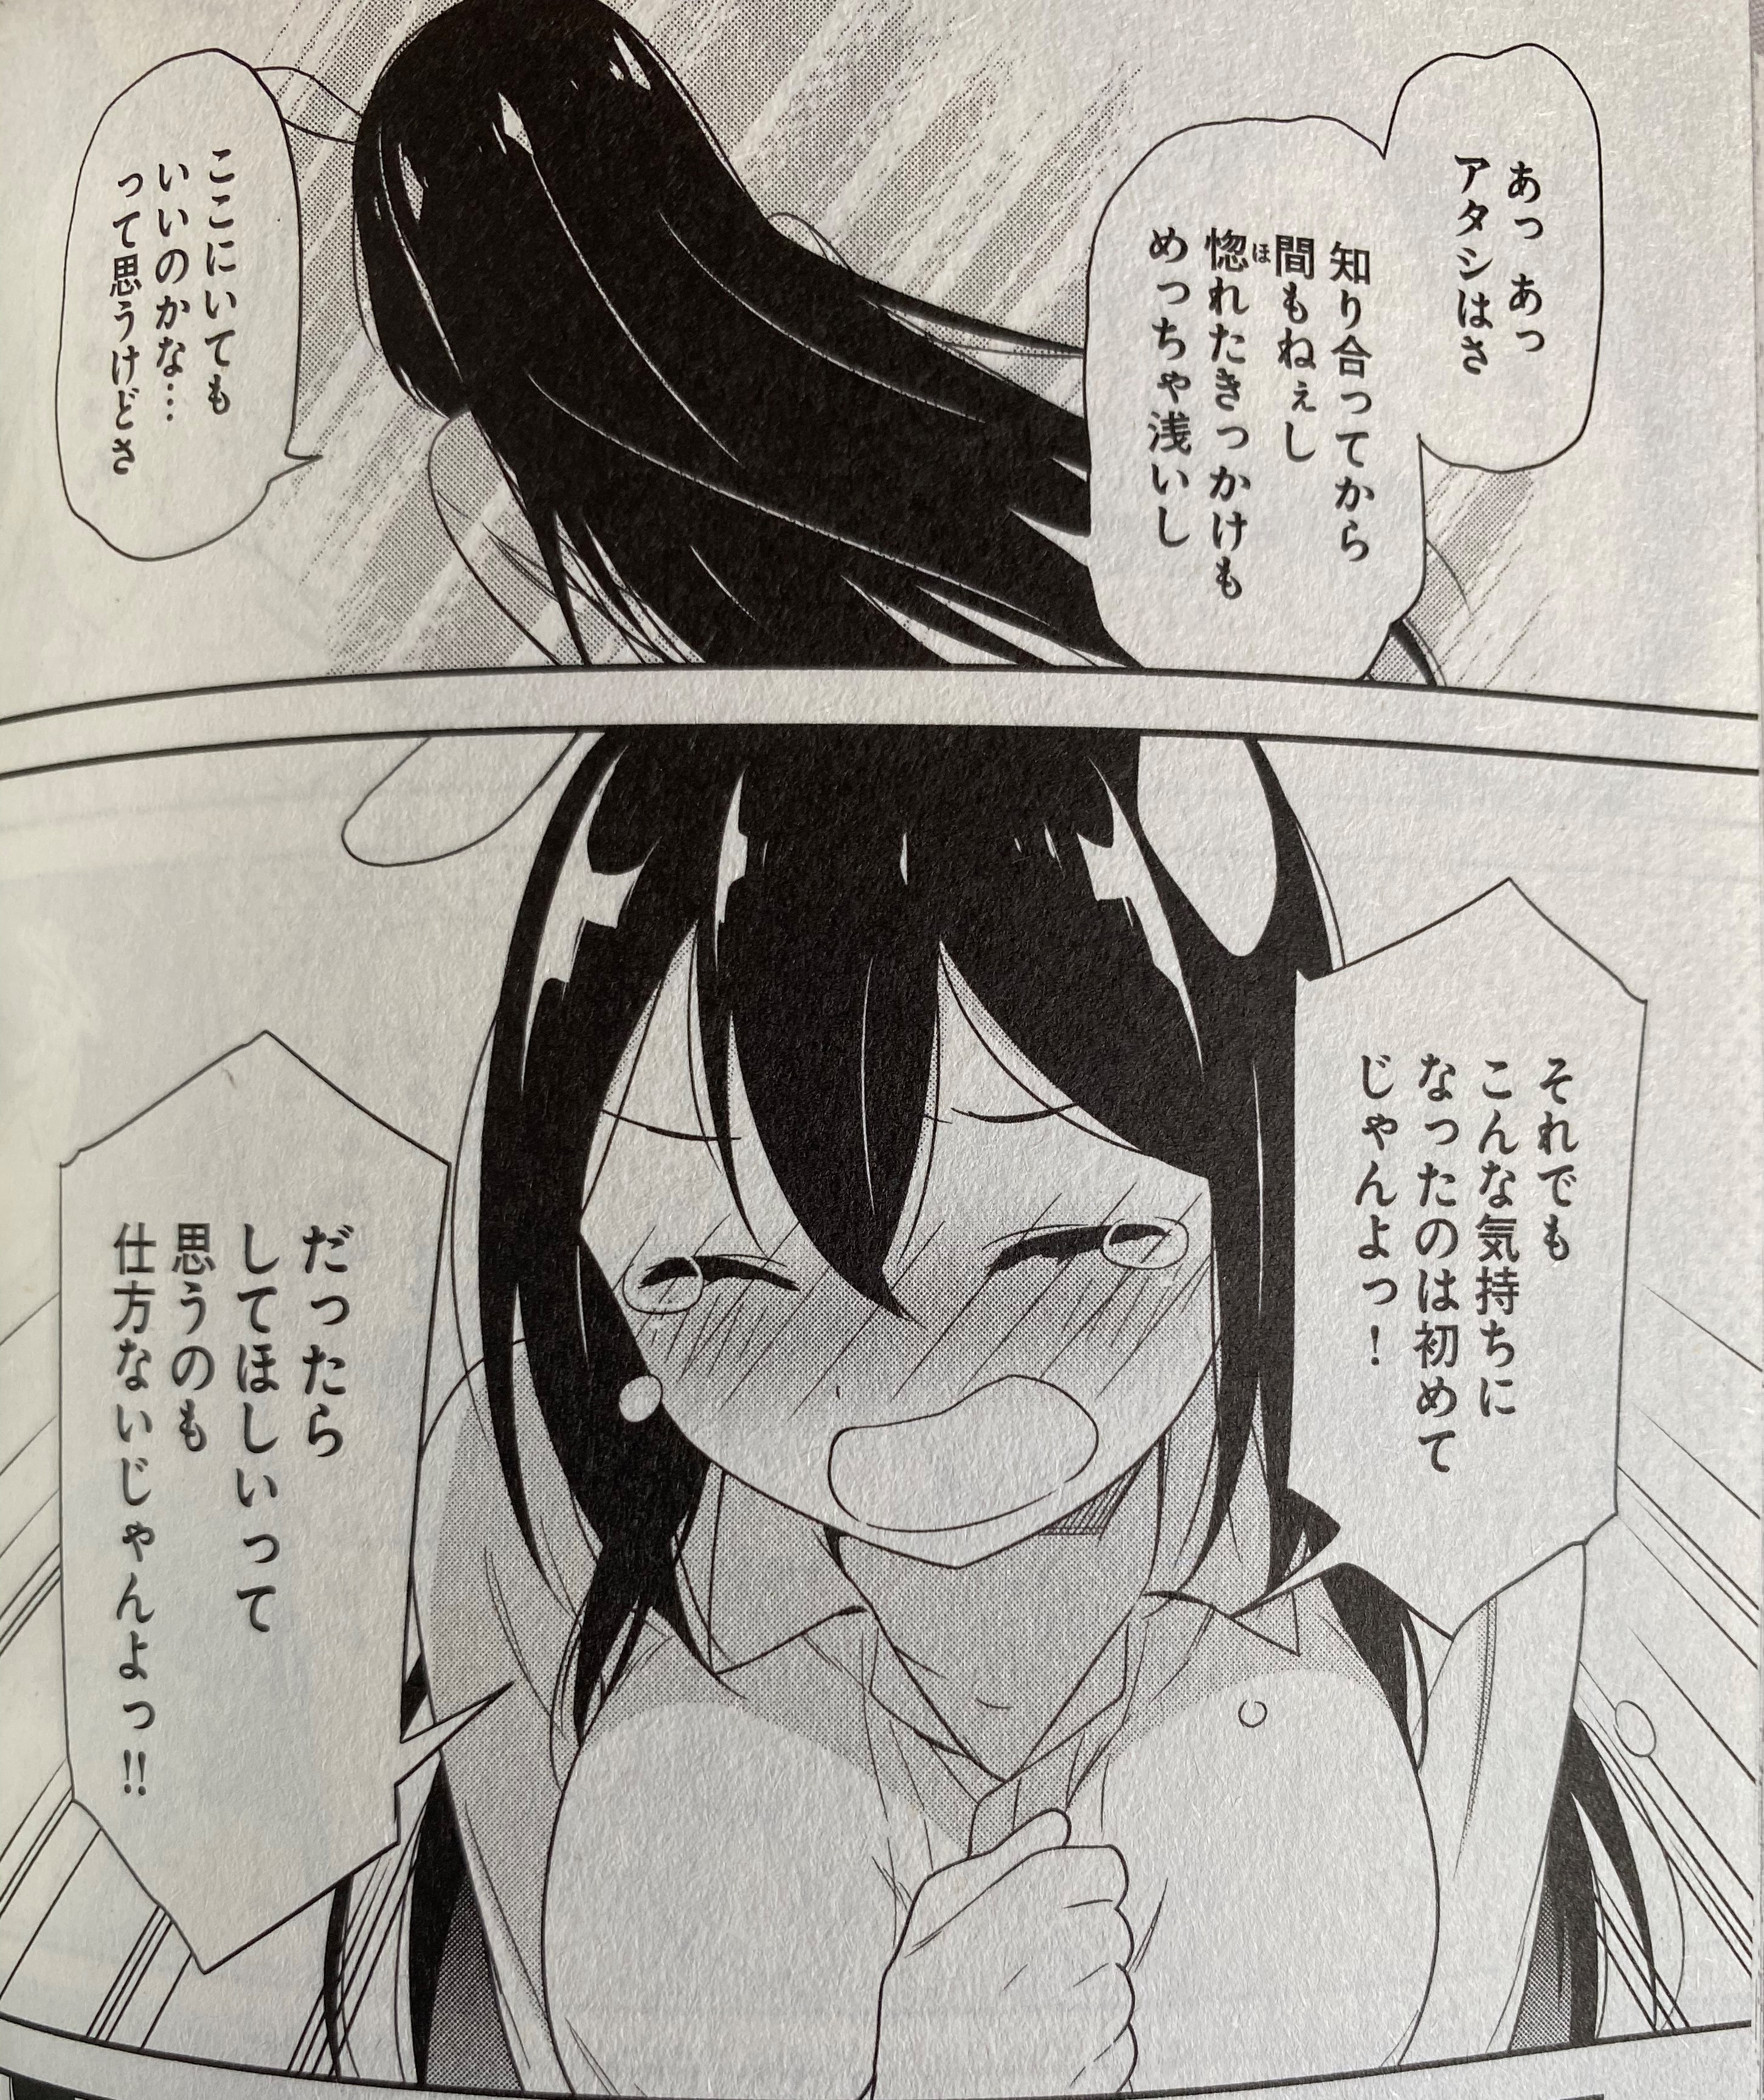 あっ あっ
アタシはさ
知り合ってから
間もねぇし
惚れたきっかけも
ほ
めっちゃ浅いし
ここにいても
いいのかな…
って思うけどさ
それでも
こんな気持ちに
なったのは初めて
じゃんよっ！
だったら
してほしいって
思うのも
仕方ないじゃんよっ!!